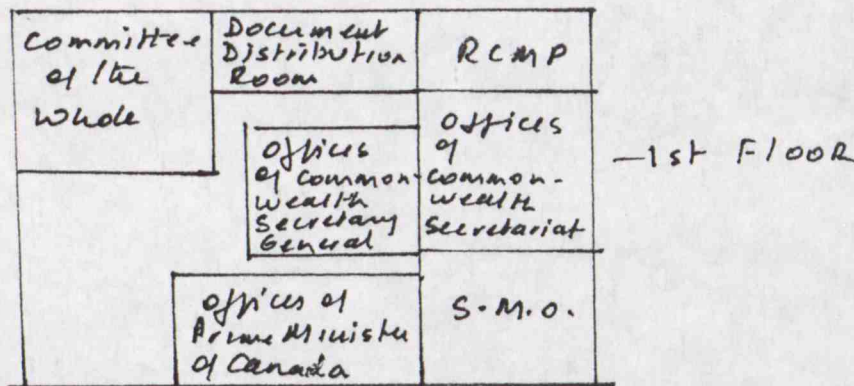 Committee
of the
Whole
Document
Distribution
Room
RCMP
Offices
of Common-
wealth
Secretary
General
Offices
of
Common-
wealth
Secretariat
—1st FlOOR
Offices of
Prime Minister
of Canada
S.M.O.